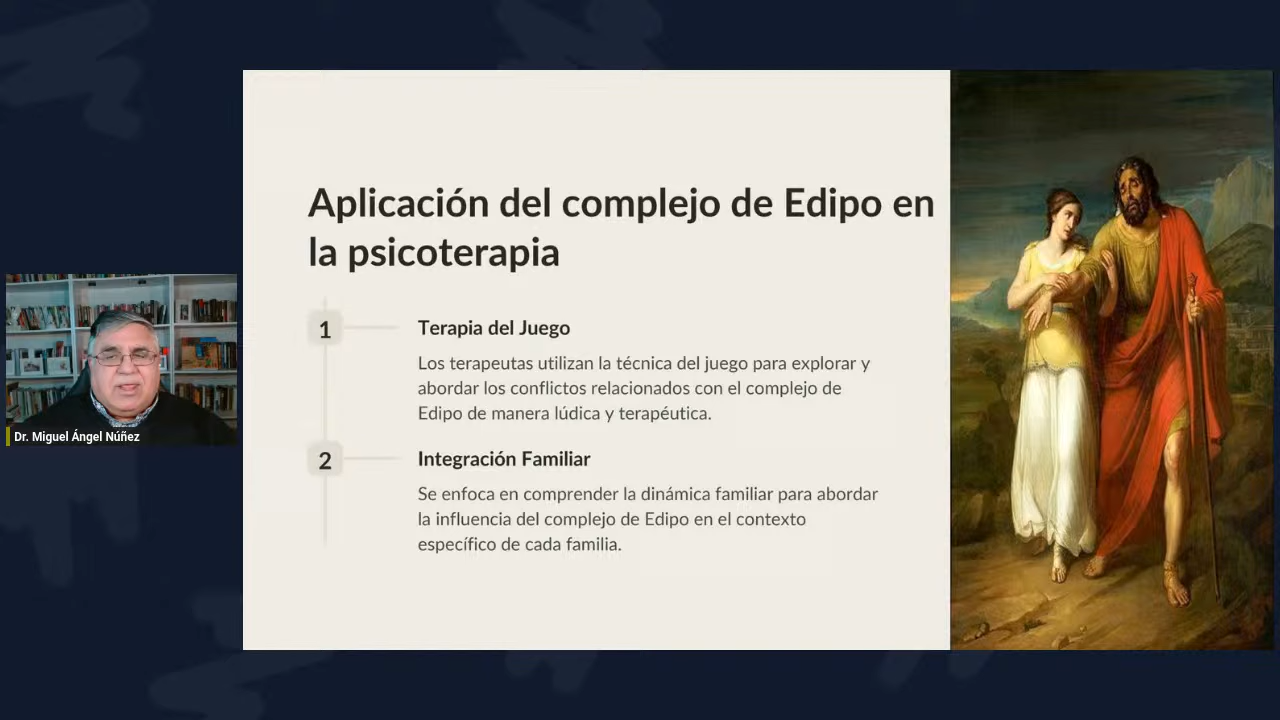 Aplicación del complejo de Edipo en
la psicoterapia
1
Terapia del Juego
Los terapeutas utilizan la técnica del juego para explorar y
abordar los conflictos relacionados con el complejo de
Edipo de manera lúdica y terapéutica.
2
Integración Familiar
Se enfoca en comprender la dinámica familiar para abordar
la influencia del complejo de Edipo en el contexto
específico de cada familia.
Dr. Miguel Ángel Núñez